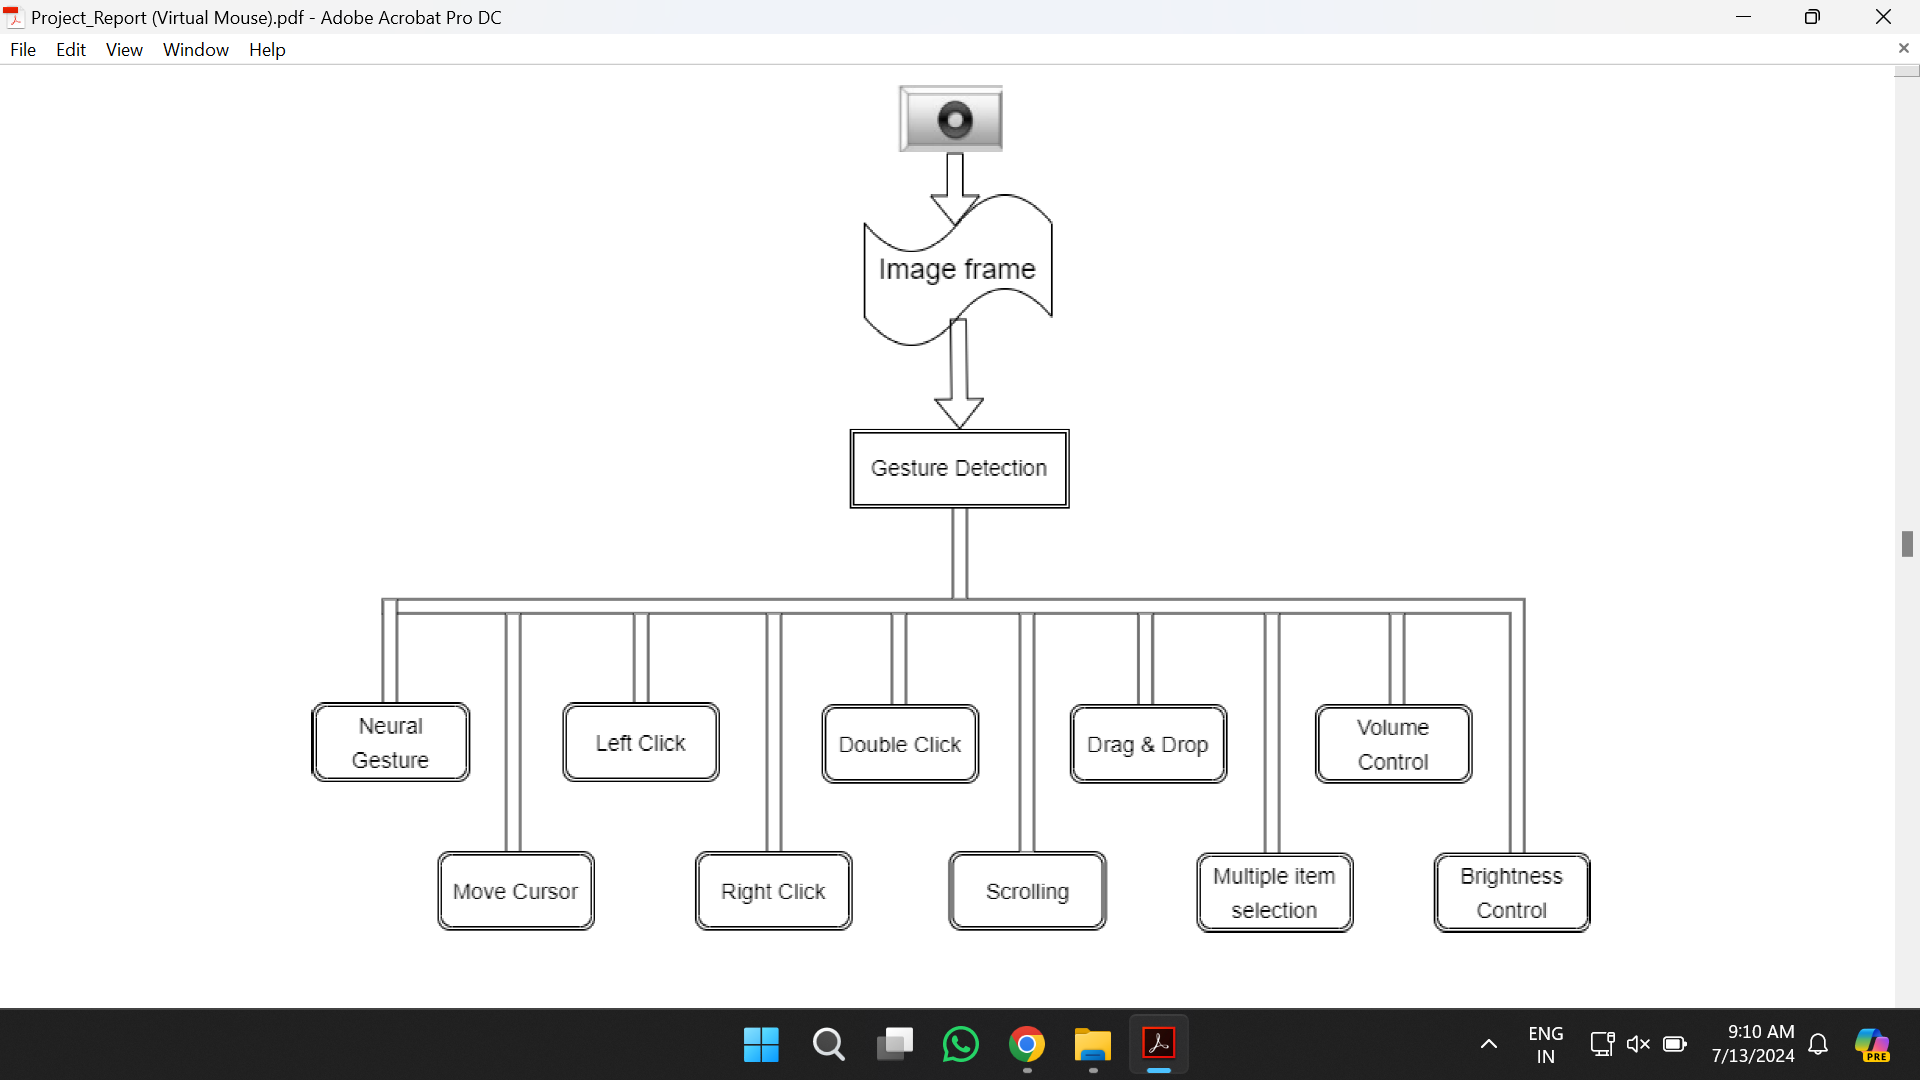 Project_Report (Virtual Mouse).pdf - Adobe Acrobat Pro DC
File Edit View Window Help
Image frame
Gesture Detection
Neural
Gesture
Left Click
Double Click
Drag & Drop
Volume
Control
Move Cursor
Right Click
Scrolling
Multiple item
selection
Brightness
Control
ENG
IN
9:10 AM
7/13/2024
PRE